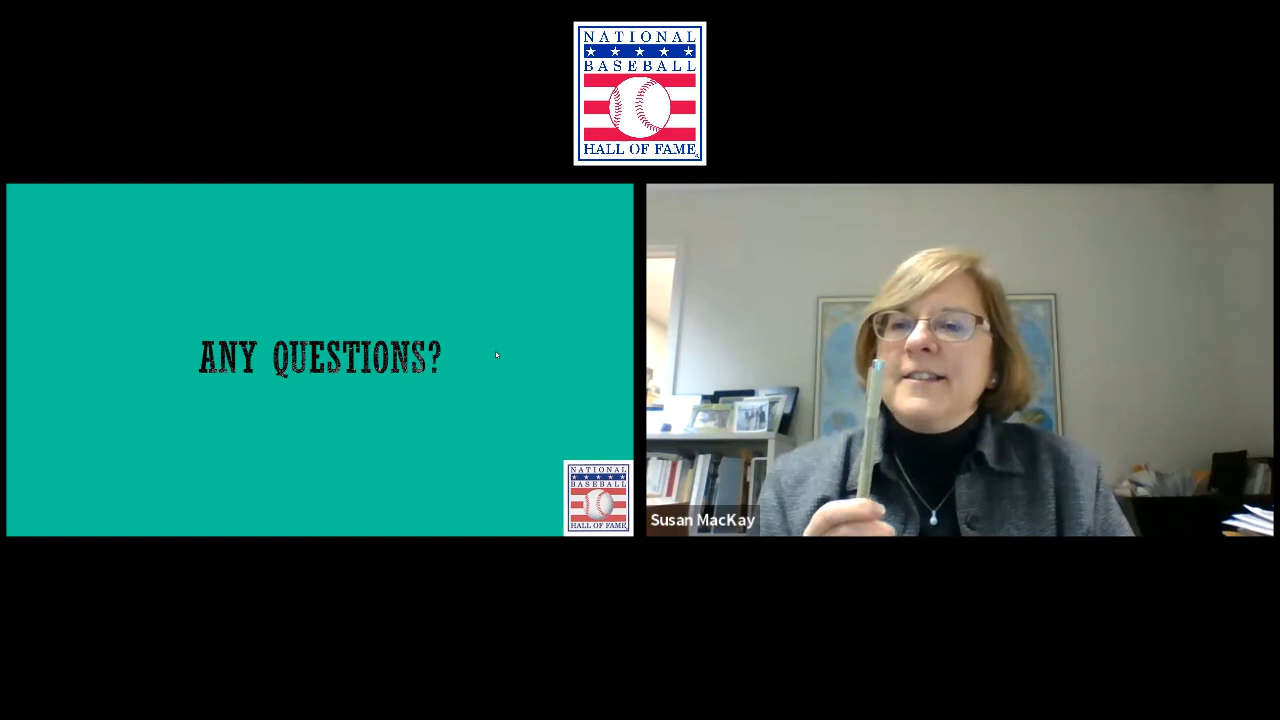 NATIONAL
BASEBALL
HALL OF FAME
ANY QUESTIONS?
NATIONAL
BASEBALL
HALL OF FAME
Susan MacKay